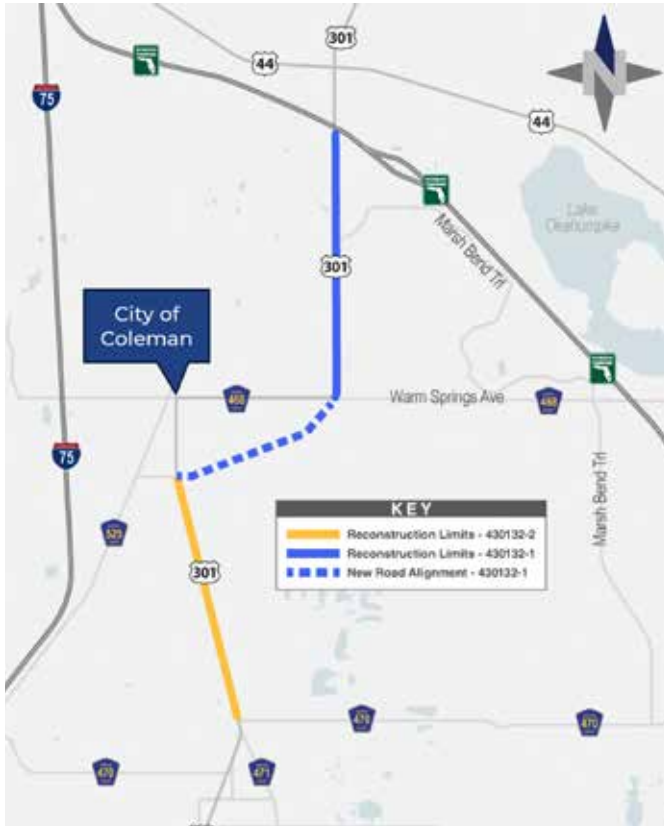 301
44
75
N
44
Lake
Okahumpka
Marsh Bend Trl
301
City of
Coleman
468
Warm Springs Ave
468
75
KEY
Reconstruction Limits - 430132-2
Reconstruction Limits - 430132-1
New Road Alignment - 430132-1
Marsh Bend Trl
525
301
470
470
470
471